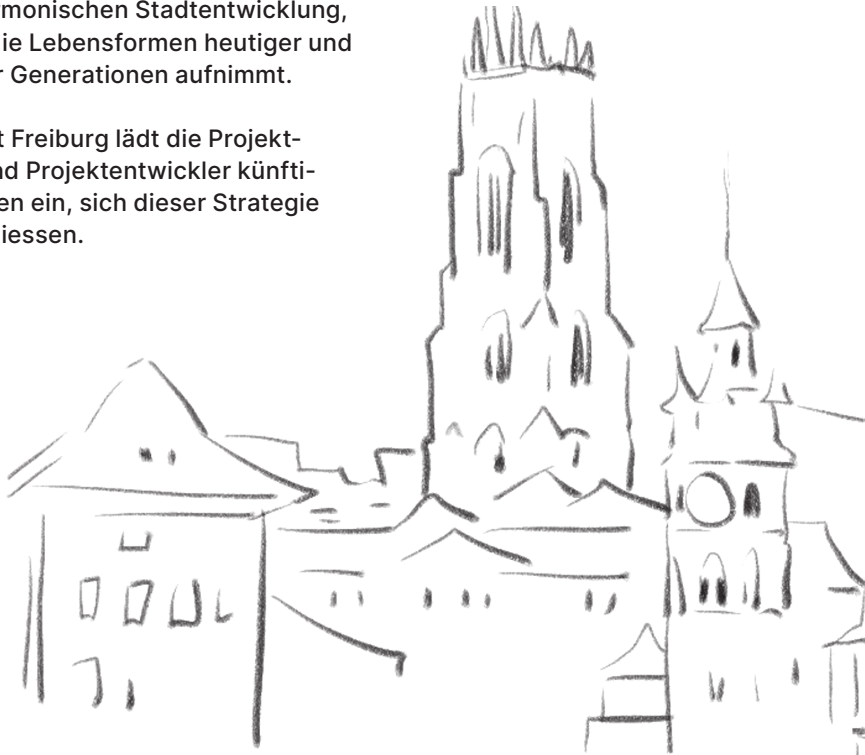 rmonischen Stadtentwicklung,
ie Lebensformen heutiger und
r Generationen aufnimmt.
t Freiburg lädt die Projekt-
nd Projektentwickler künfti-
en ein, sich dieser Strategie
iessen.